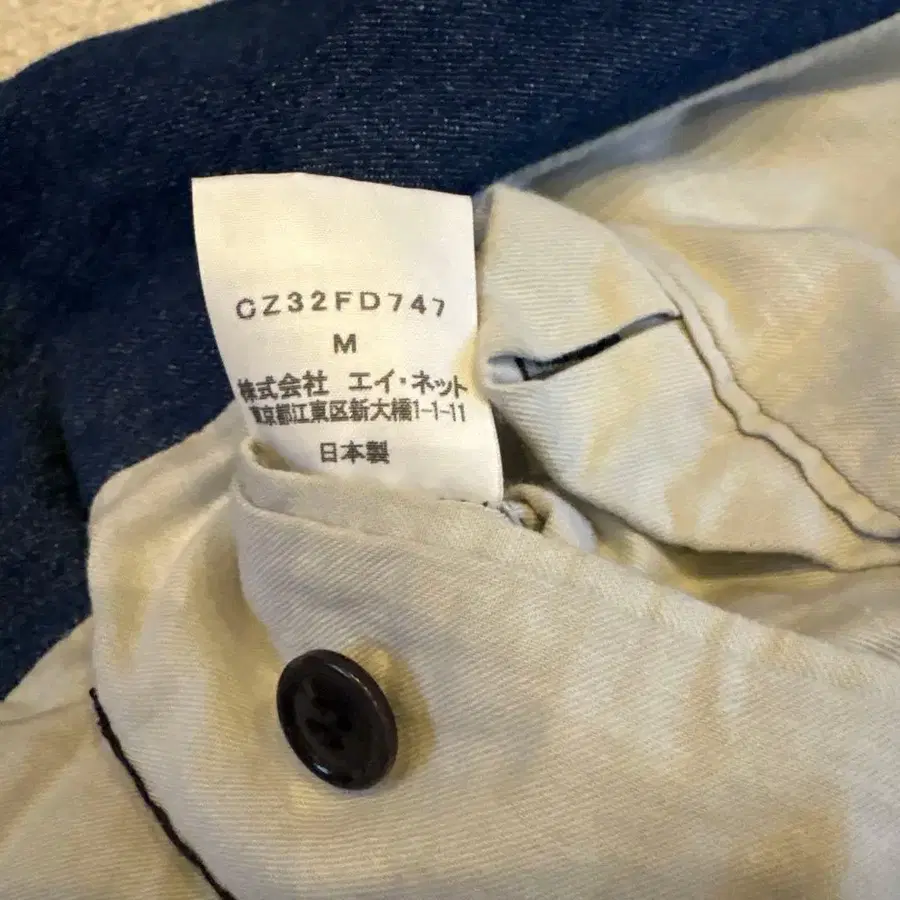 CZ32FD747
M
株式会社 エイ・ネット
東京都江東区新大橋1-1-11
日本製